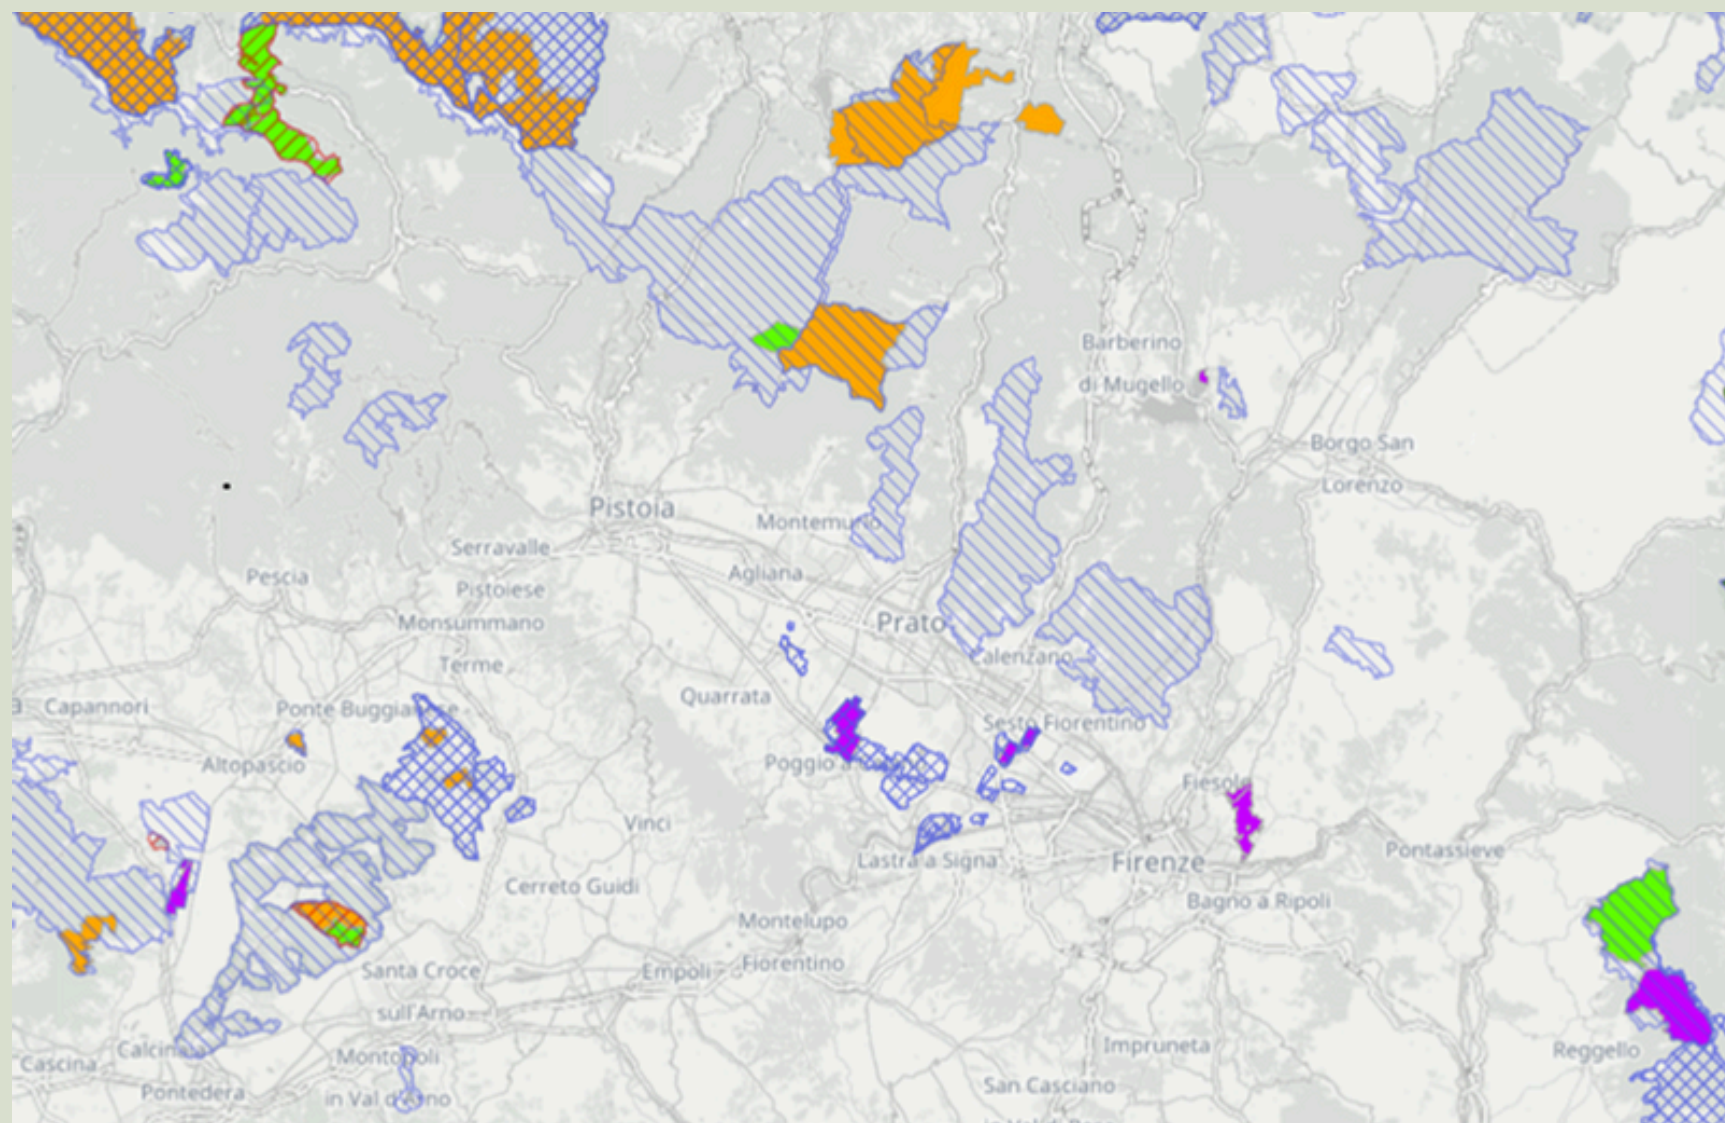 Barberino
di Mugello
Borgo San
Lorenzo
Pistoia
Montemurlo
Serravalle
Pistoiese
Agliana
Pescia
Monsummano
Terme
Prato
Calenzano
Quarrata
Capannori
Ponte Buggianese
Sesto Fiorentino
Altopascio
Poggio a
Fiesole
Vinci
Lastra a Signa
Firenze
Pontassieve
Cerreto Guidi
Bagno a Ripoli
Montelupo
Fiorentino
Santa Croce
sull'Arno
Empoli
Calcinaia
Cascina
Montopoli
in Val d'Arno
Pontedera
Impruneta
Reggello
San Casciano